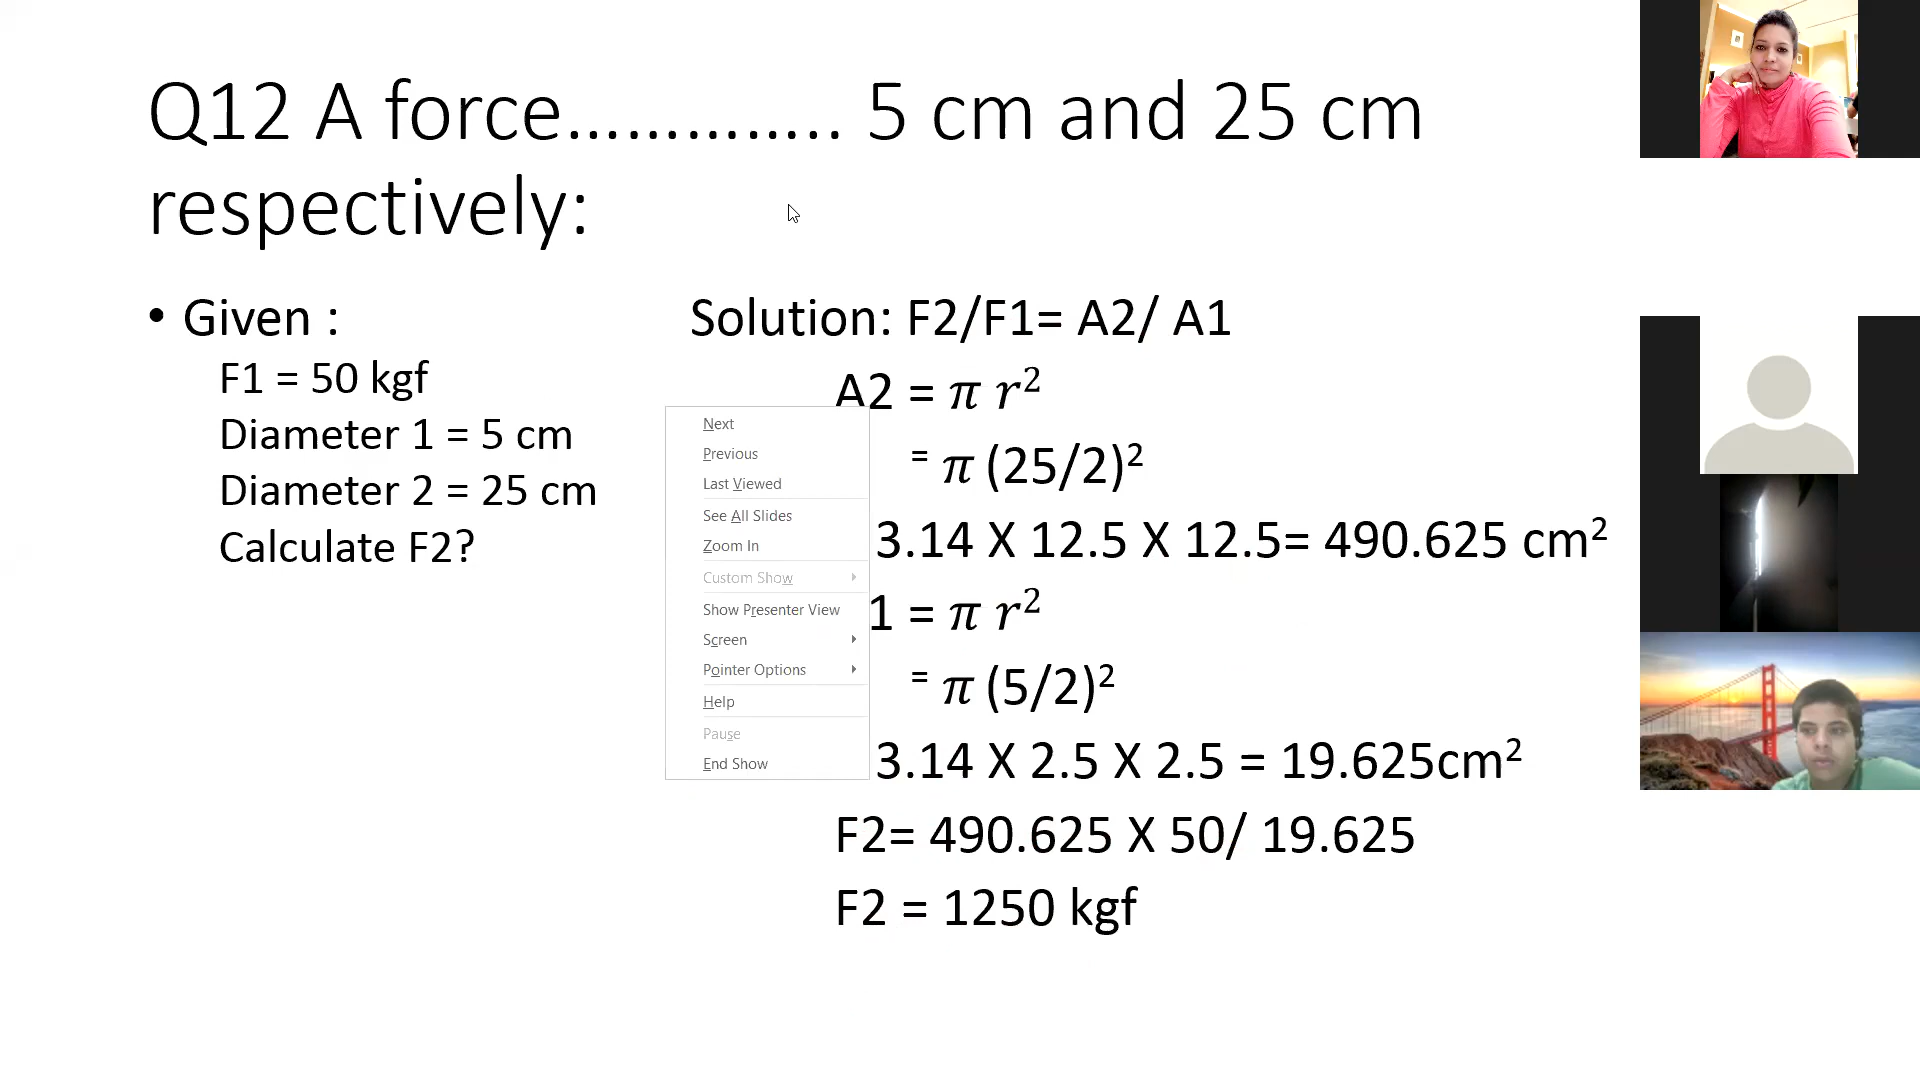 Q12 A force………….. 5 cm and 25 cm
respectively:
• Given :
F1 = 50 kgf
Diameter 1 = 5 cm
Diameter 2 = 25 cm
Calculate F2?
Solution: F2/F1= A2/ A1
A2 = π r²
= π (25/2)²
3.14 X 12.5 X 12.5= 490.625 cm²
1 = π r²
= π (5/2)²
3.14 X 2.5 X 2.5 = 19.625cm²
F2= 490.625 X 50/ 19.625
F2 = 1250 kgf
Next
Previous
Last Viewed
See All Slides
Zoom In
Custom Show
Show Presenter View
Screen
Pointer Options
Help
Pause
End Show